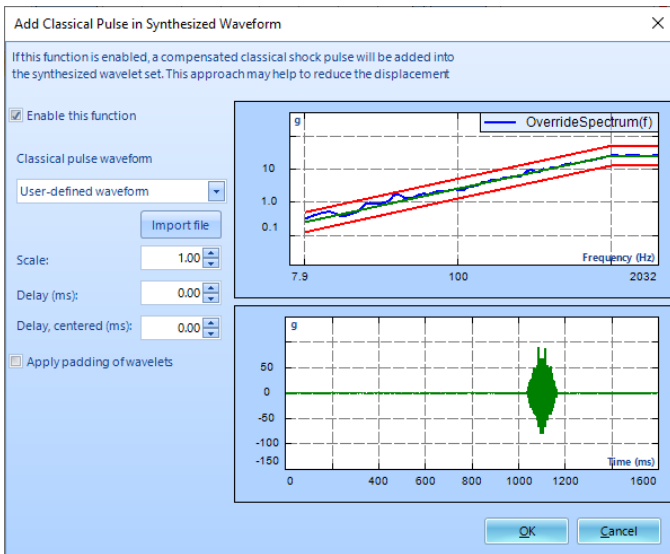 Add Classical Pulse in Synthesized Waveform
If this function is enabled, a compensated classical shock pulse will be added into
the synthesized wavelet set. This approach may help to reduce the displacement
Enable this function
Classical pulse waveform
User-defined waveform
Import file
Scale:
1.00
Delay (ms):
0.00
Delay, centered (ms):
0.00
Apply padding of wavelets
g
OverrideSpectrum(f)
10
1.0
0.1
Frequency (Hz)
7.9
100
2032
g
50
0
-50
-100
-150
Time (ms)
0
400
600
800
1000
1200
1600
OK
Cancel